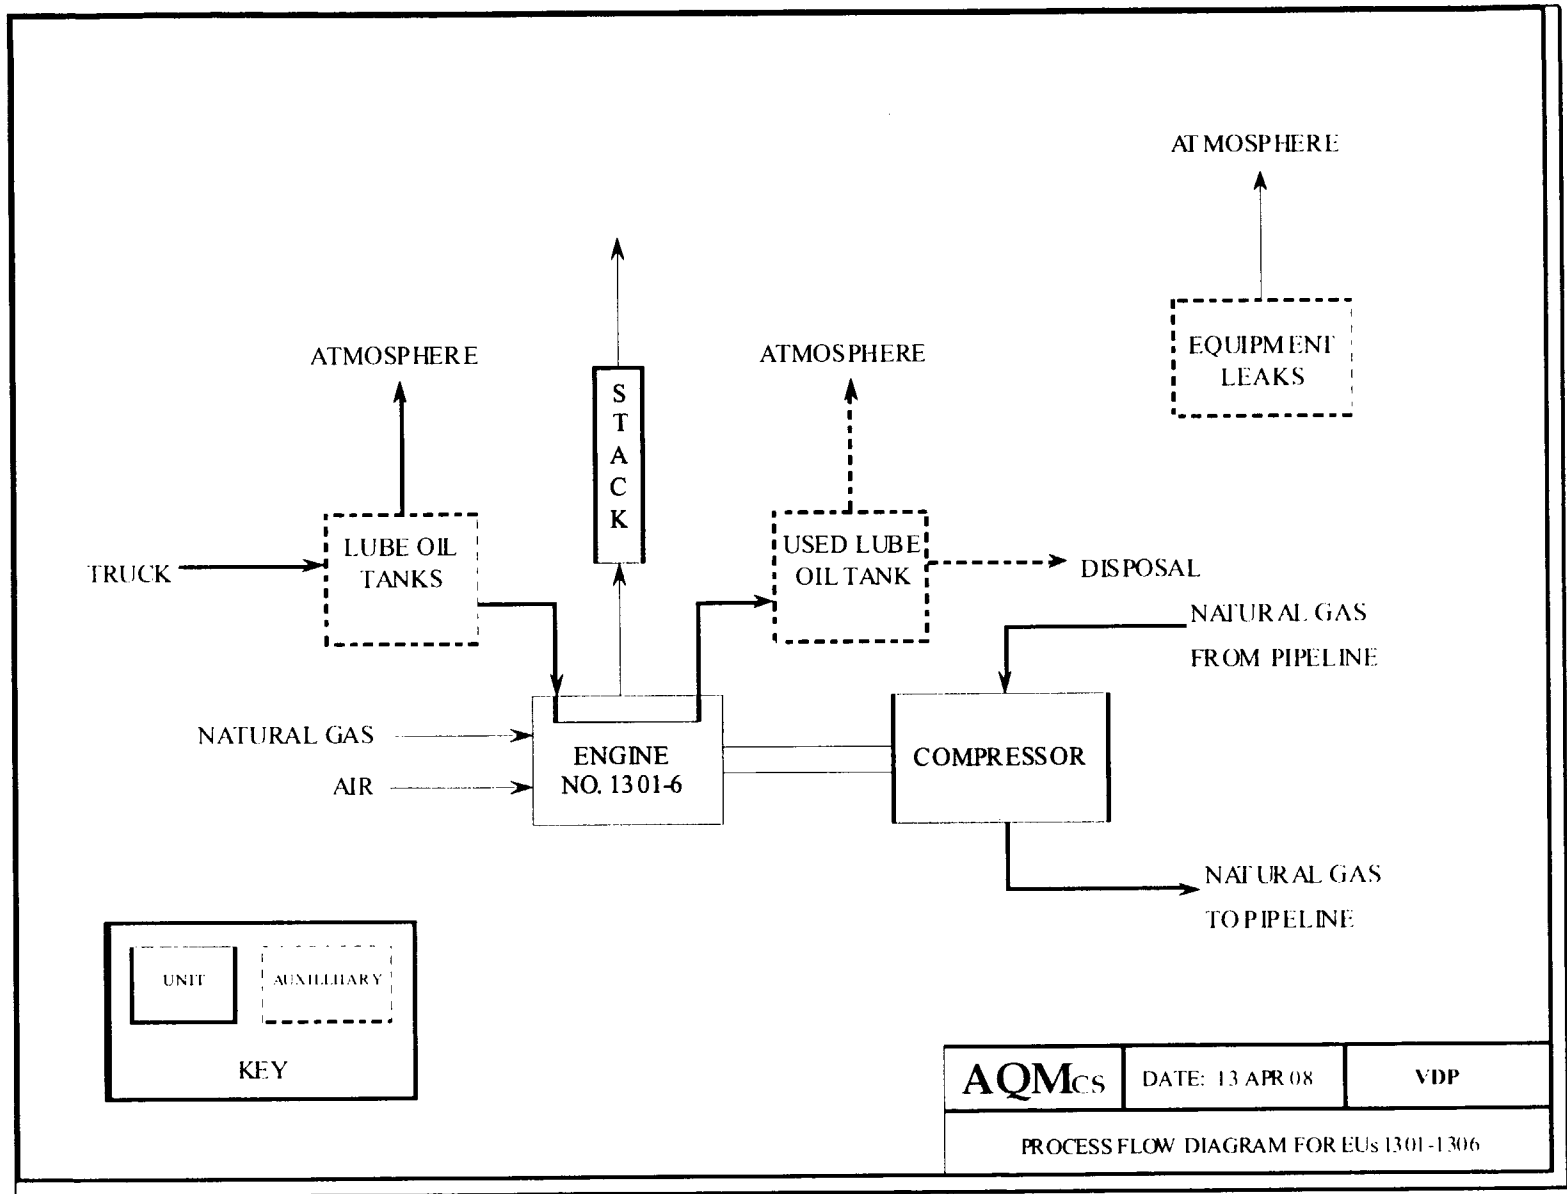 ATMOSPHERE
ATMOSPHERE
ATMOSPHERE
EQUIPMENT
LEAKS
S
T
A
C
K
LUBE OIL
TANKS
USED LUBE
OIL TANK
TRUCK
DISPOSAL
NATURAL GAS
FROM PIPELINE
NATURAL GAS
AIR
ENGINE
NO. 1301-6
COMPRESSOR
NATURAL GAS
TO PIPELINE
UNIT
AUXILLIARY
KEY
AQMCS
DATE: 13 APR 08
VDP
PROCESS FLOW DIAGRAM FOR EUs 1301-1306